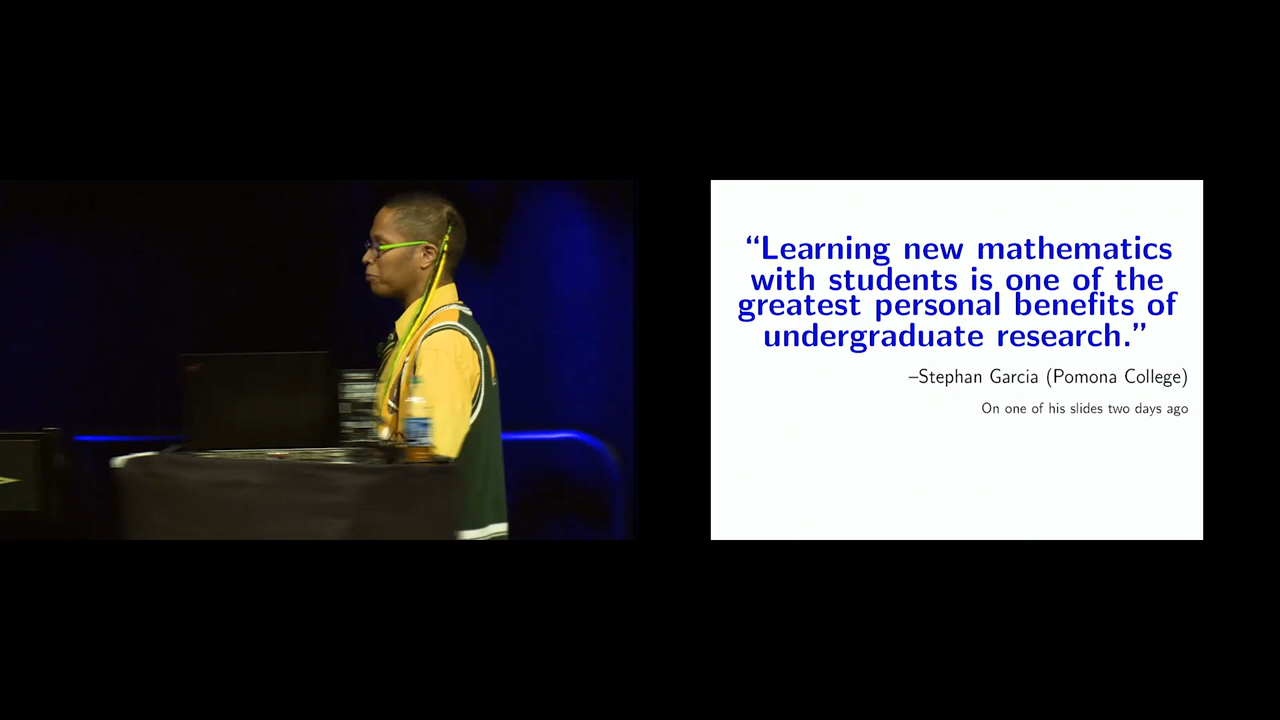 “Learning new mathematics
with students is one of the
greatest personal benefits of
undergraduate research.”
–Stephan Garcia (Pomona College)
On one of his slides two days ago